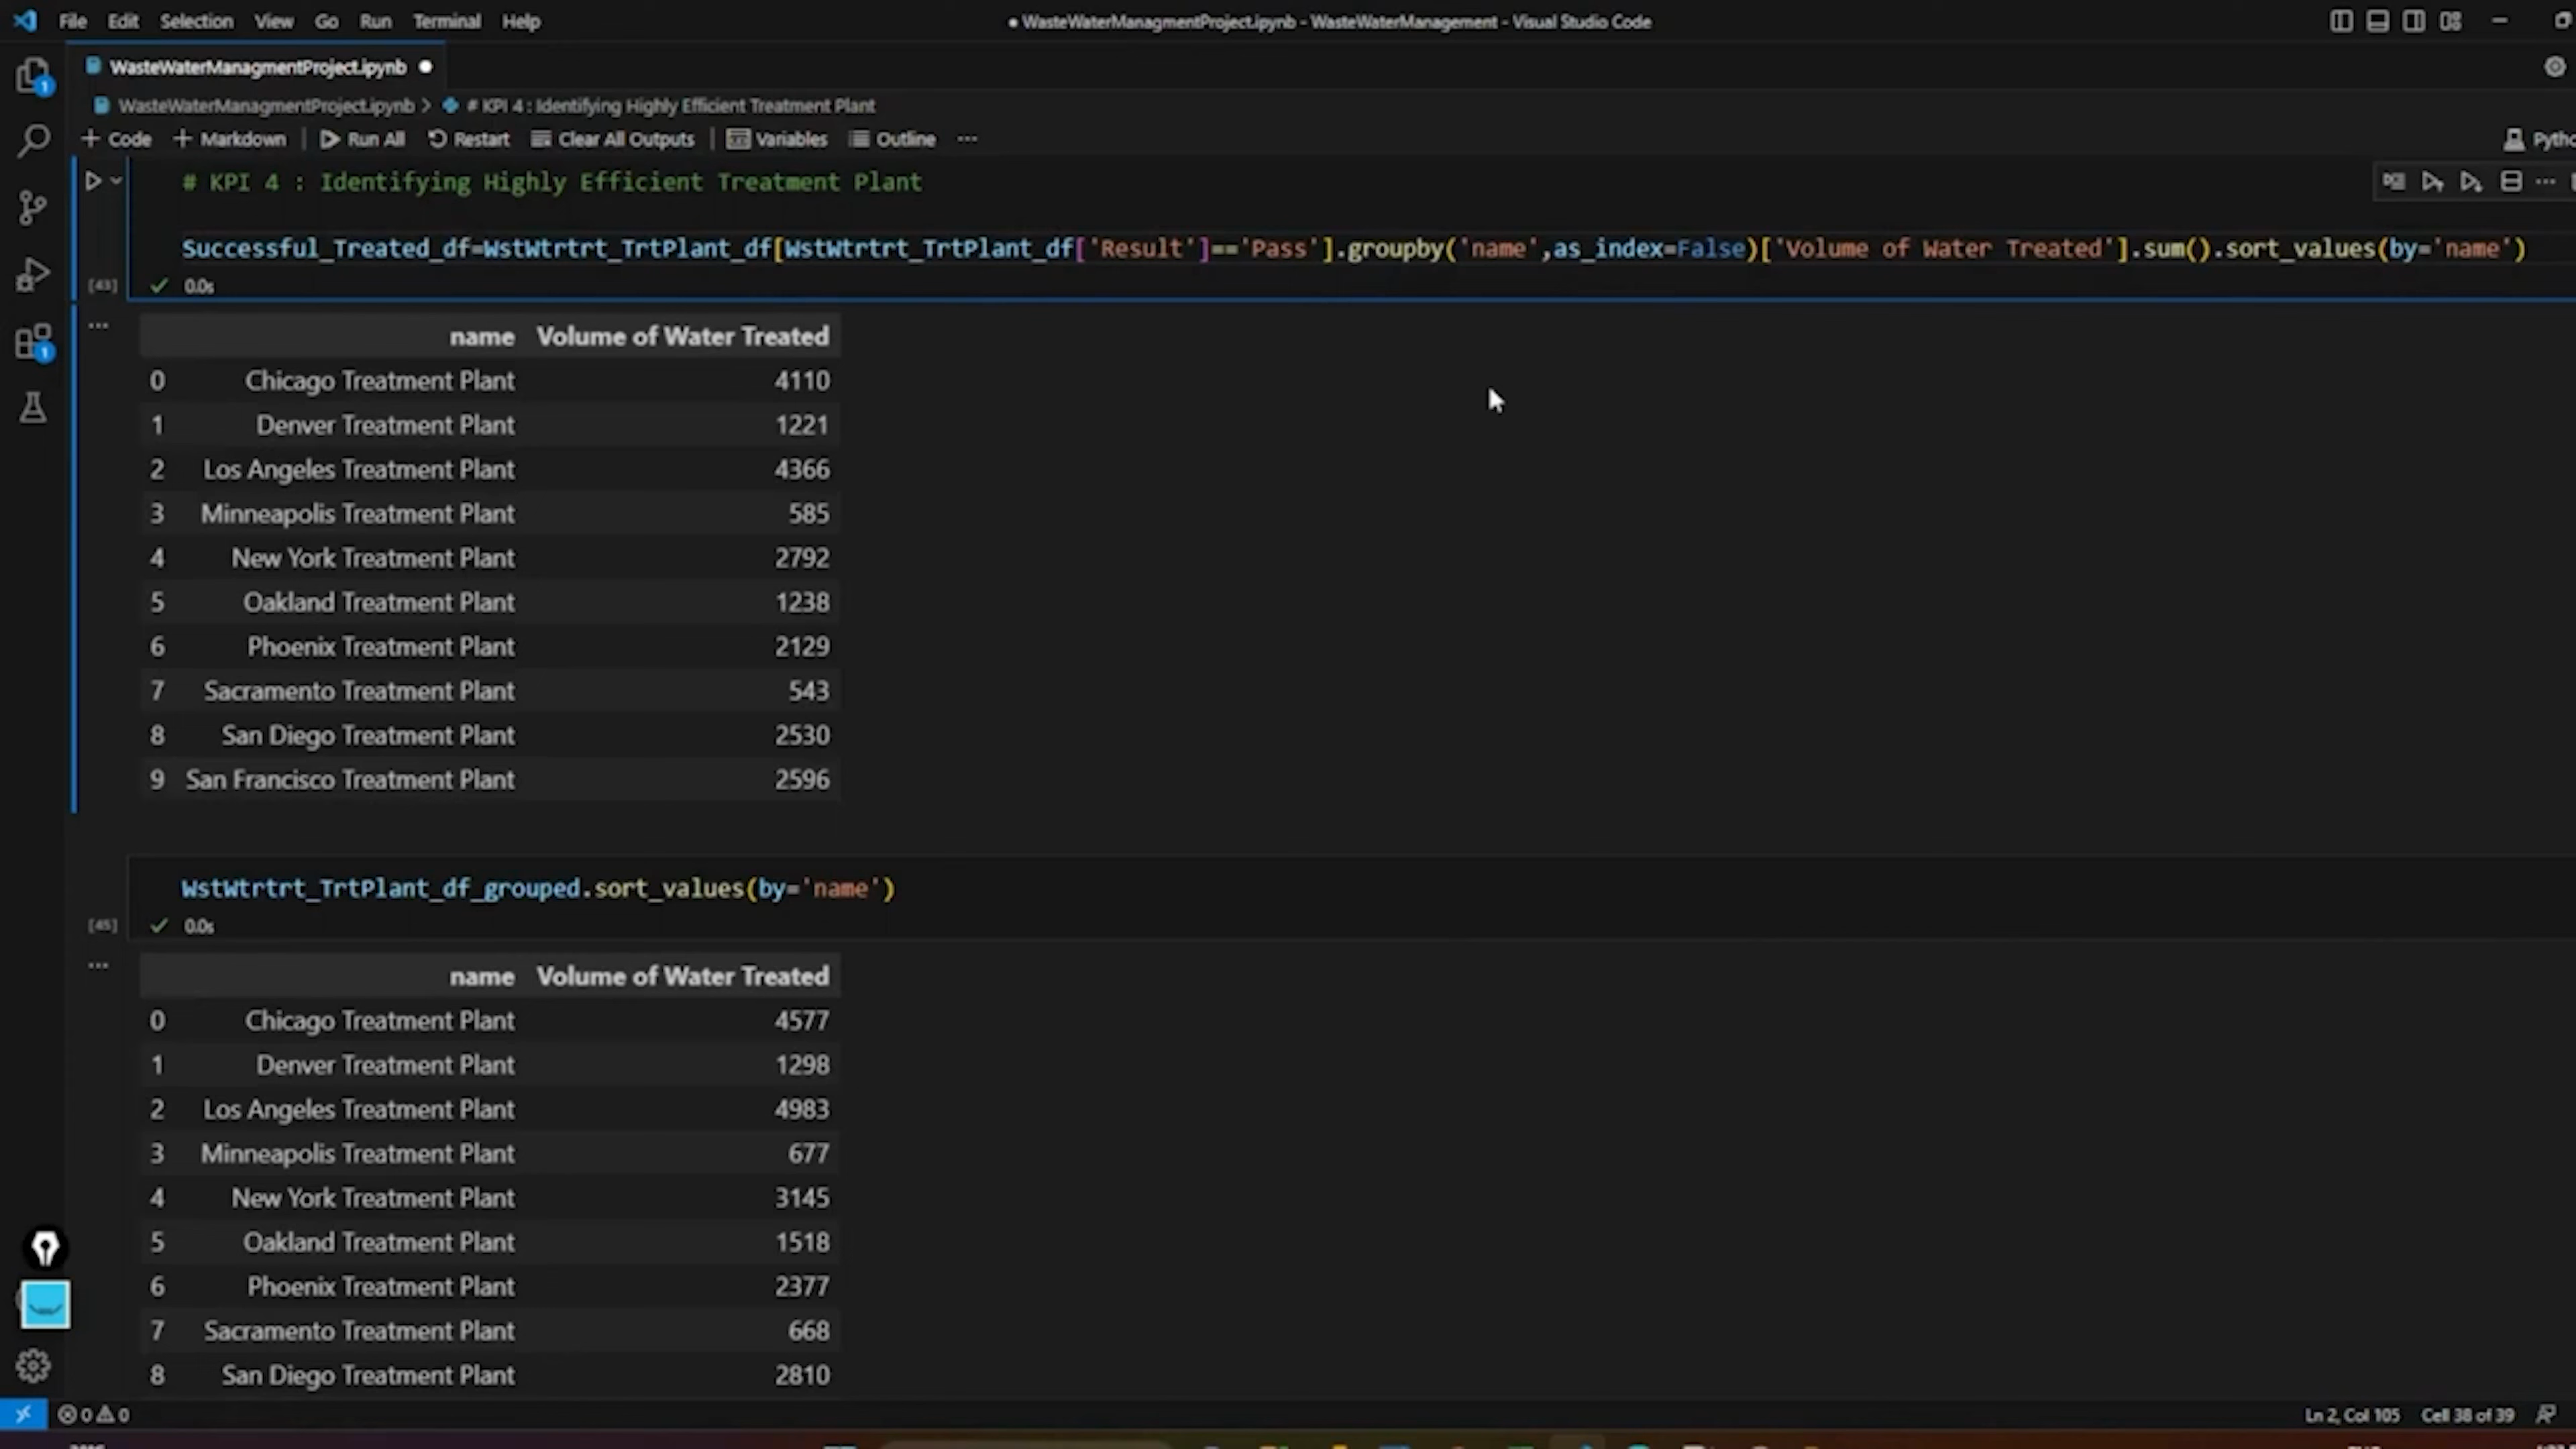 File Edit Selection View Go Run Terminal Help
● WasteWaterManagmentProject.ipynb - WasteWaterManagement - Visual Studio Code
WasteWaterManagmentProject.ipynb ●
WasteWaterManagmentProject.ipynb > # KPI 4 : Identifying Highly Efficient Treatment Plant
+ Code + Markdown Run All Restart Clear All Outputs Variables Outline ...
# KPI 4 : Identifying Highly Efficient Treatment Plant
Successful_Treated_df=WstWtrtrt_TrtPlant_df[WstWtrtrt_TrtPlant_df['Result']=='Pass'].groupby('name',as_index=False)['Volume of Water Treated'].sum().sort_values(by='name')
[43] ✓ 0.0s
name Volume of Water Treated
0 Chicago Treatment Plant 4110
1 Denver Treatment Plant 1221
2 Los Angeles Treatment Plant 4366
3 Minneapolis Treatment Plant 585
4 New York Treatment Plant 2792
5 Oakland Treatment Plant 1238
6 Phoenix Treatment Plant 2129
7 Sacramento Treatment Plant 543
8 San Diego Treatment Plant 2530
9 San Francisco Treatment Plant 2596
WstWtrtrt_TrtPlant_df_grouped.sort_values(by='name')
[45] ✓ 0.0s
name Volume of Water Treated
0 Chicago Treatment Plant 4577
1 Denver Treatment Plant 1298
2 Los Angeles Treatment Plant 4983
3 Minneapolis Treatment Plant 677
4 New York Treatment Plant 3145
5 Oakland Treatment Plant 1518
6 Phoenix Treatment Plant 2377
7 Sacramento Treatment Plant 668
8 San Diego Treatment Plant 2810
0 0 Ln 2, Col 105 Cell 38 of 39